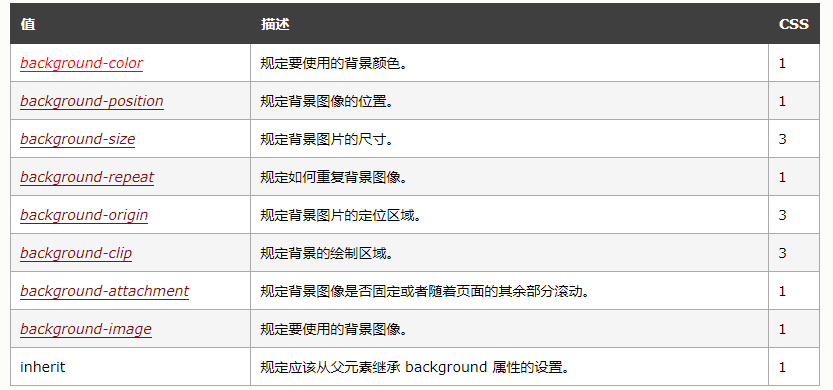 值 描述 CSS
background-color 规定要使用的背景颜色。 1
background-position 规定背景图像的位置。 1
background-size 规定背景图片的尺寸。 3
background-repeat 规定如何重复背景图像。 1
background-origin 规定背景图片的定位区域。 3
background-clip 规定背景的绘制区域。 3
background-attachment 规定背景图像是否固定或者随着页面的其余部分滚动。 1
background-image 规定要使用的背景图像。 1
inherit 规定应该从父元素继承 background 属性的设置。 1